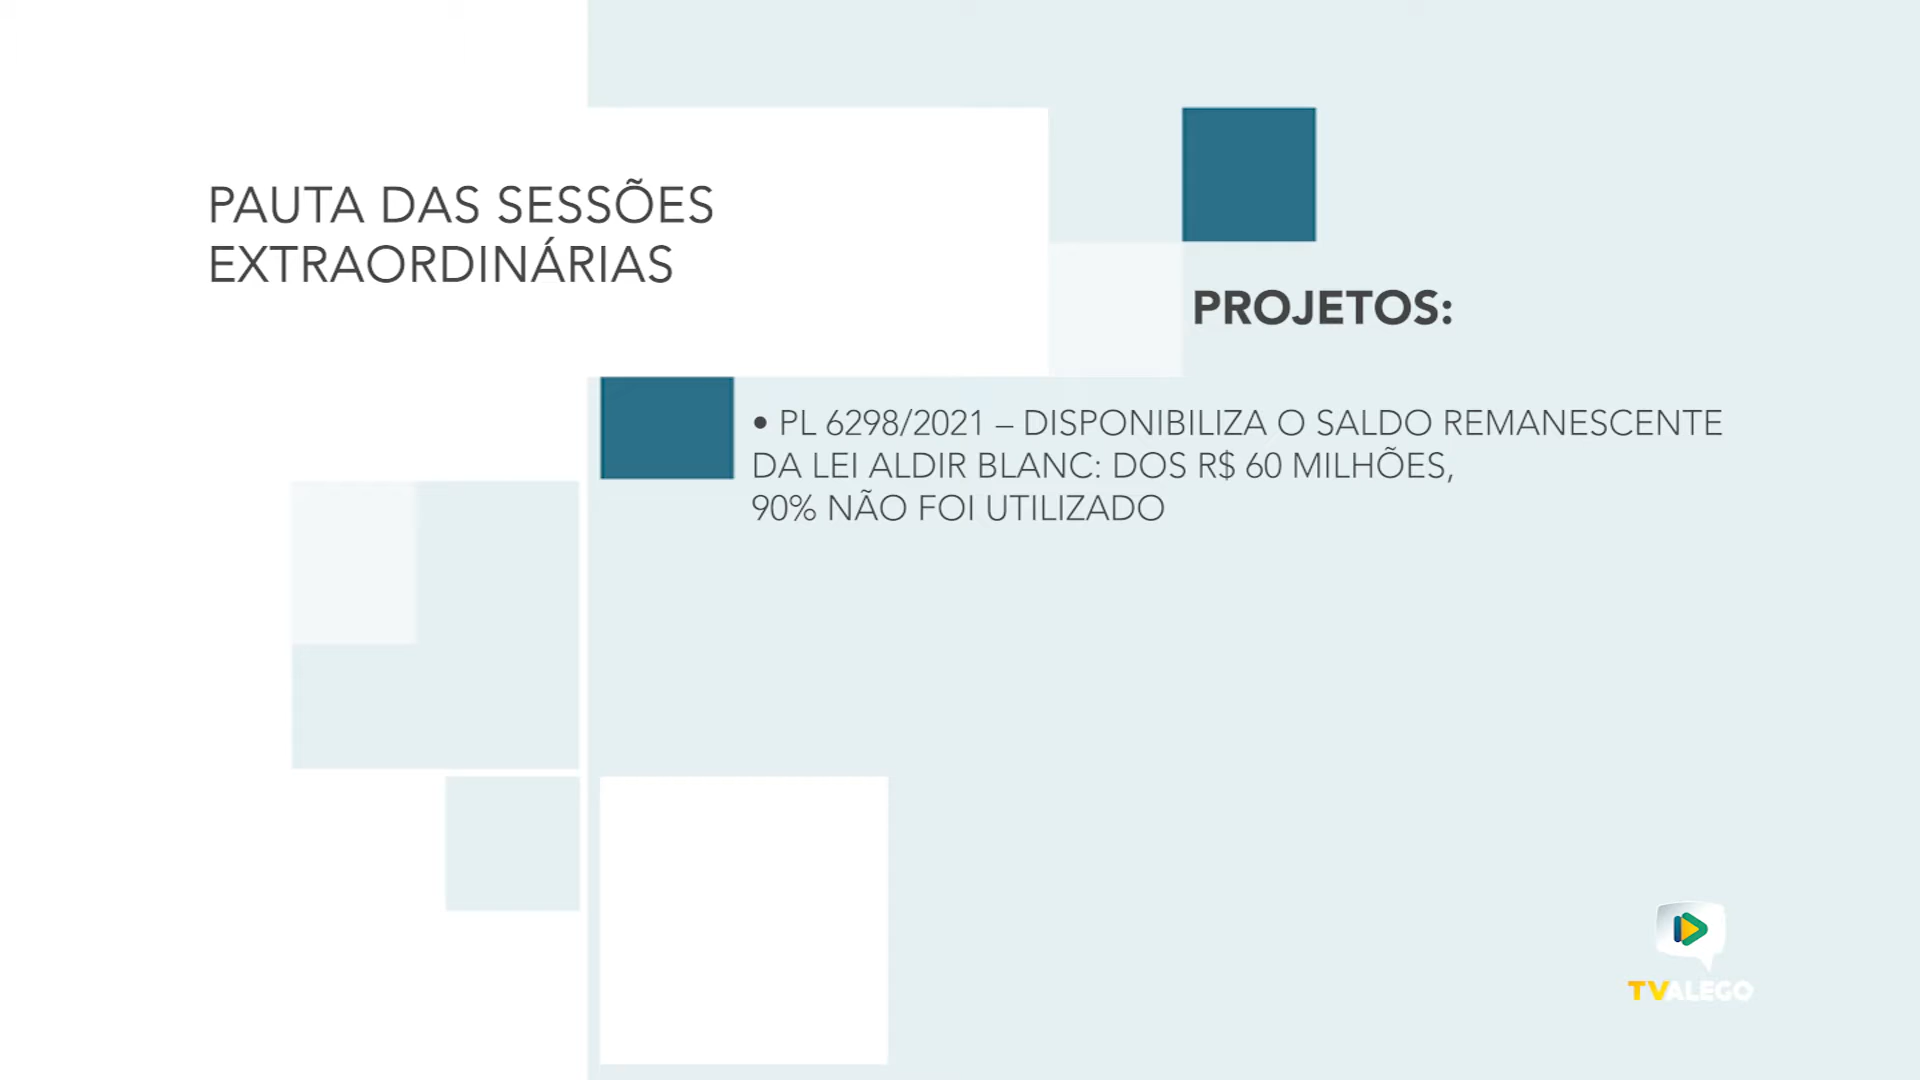 PAUTA DAS SESSÕES
EXTRAORDINÁRIAS
PROJETOS:
• PL 6298/2021 – DISPONIBILIZA O SALDO REMANESCENTE
DA LEI ALDIR BLANC: DOS R$ 60 MILHÕES,
90% NÃO FOI UTILIZADO
TVALEGO